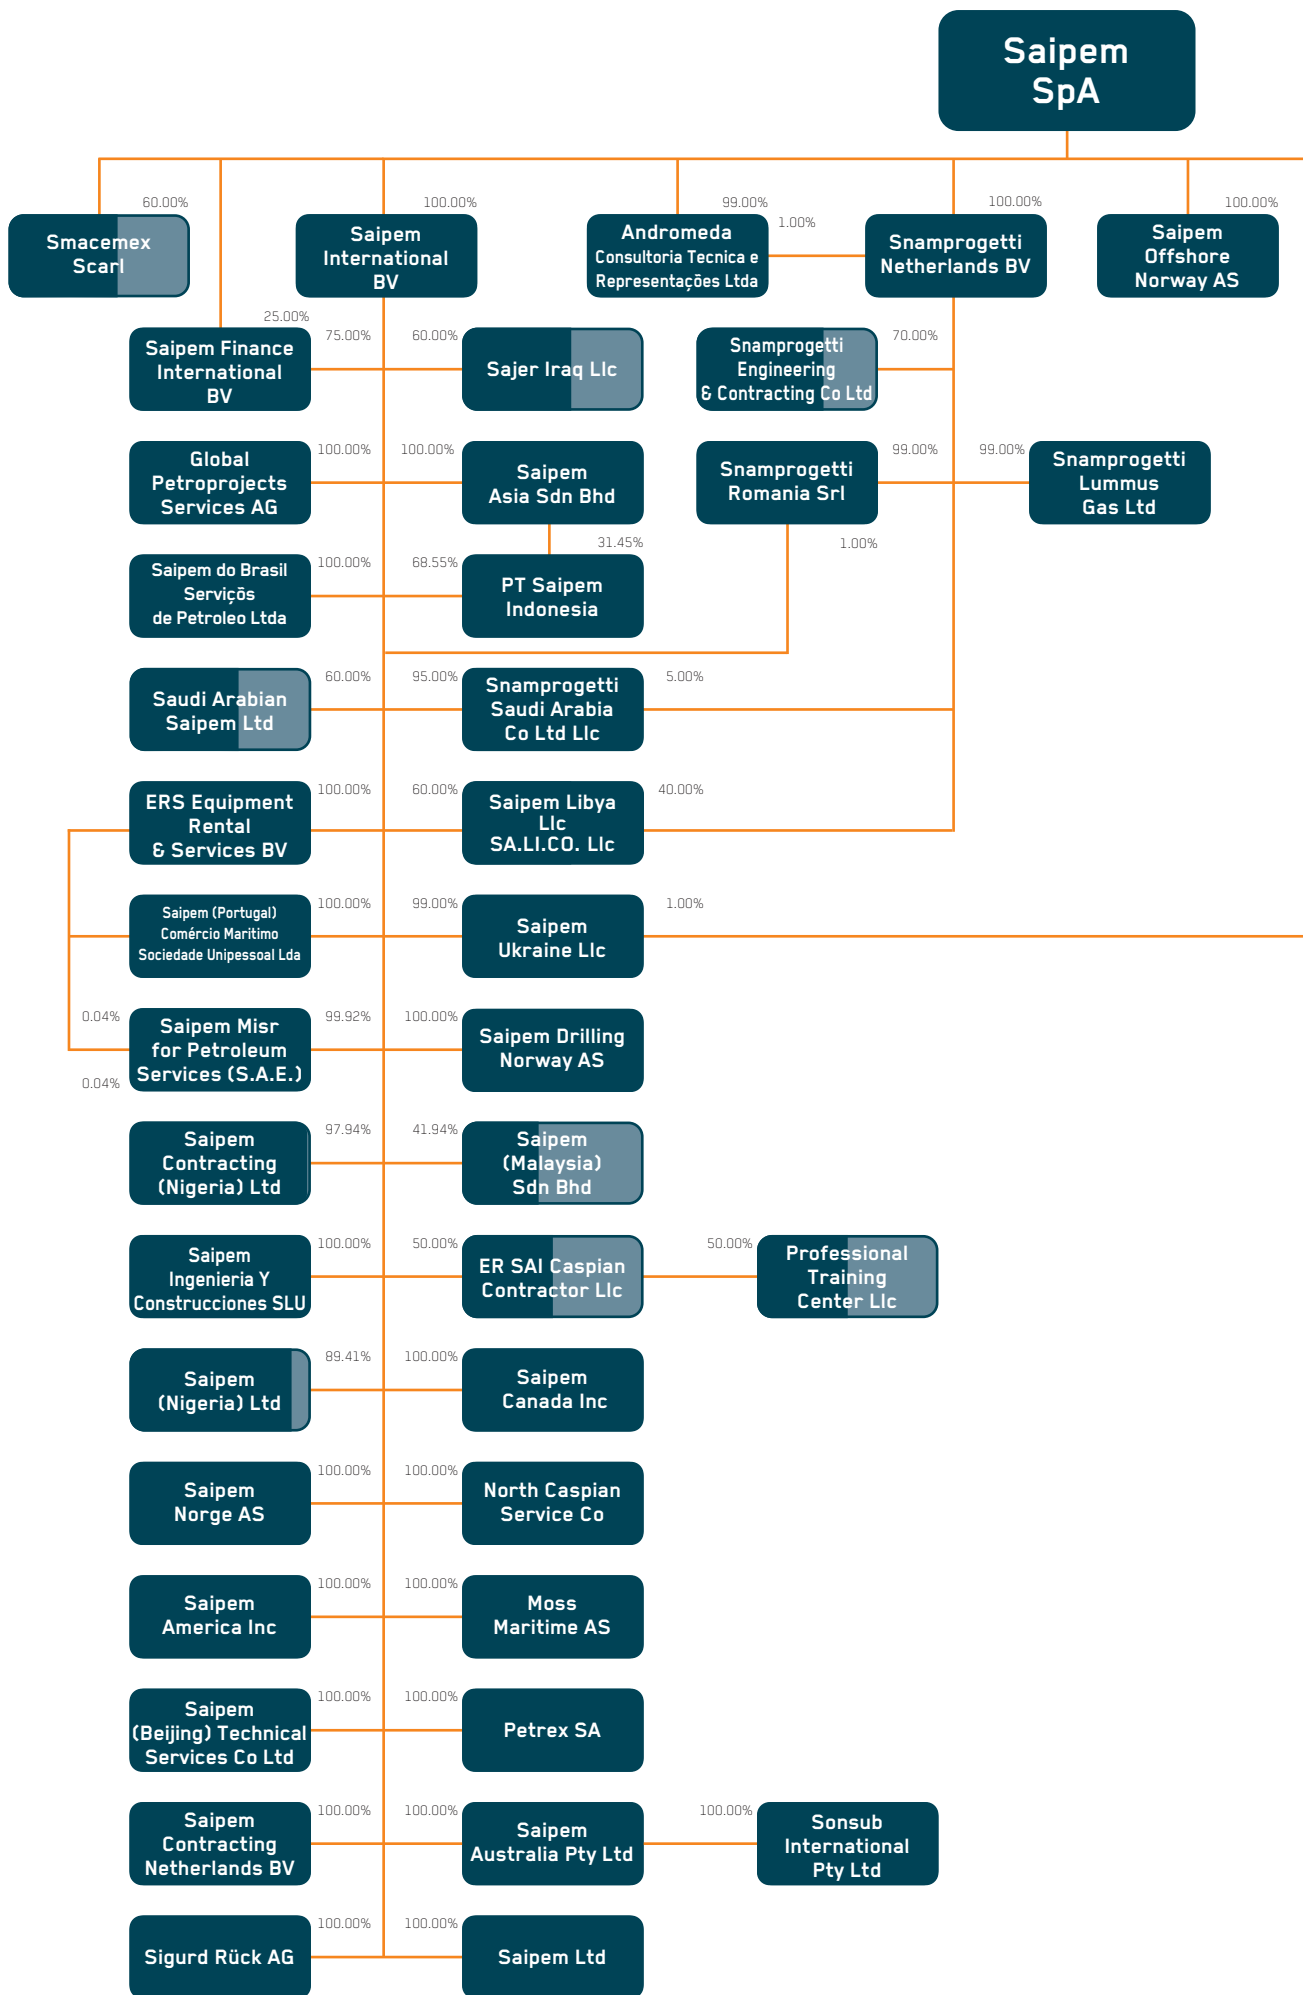 Saipem
SpA
60.00%
100.00%
99.00%
1.00%
100.00%
100.00%
Smacemex
Scarl
Saipem
International
BV
Andromeda
Consultoria Tecnica e
Representações Ltda
Snamprogetti
Netherlands BV
Saipem
Offshore
Norway AS
25.00%
75.00%
60.00%
70.00%
Saipem Finance
International
BV
Sajer Iraq Llc
Snamprogetti
Engineering
& Contracting Co Ltd
100.00%
100.00%
99.00%
99.00%
Global
Petroprojects
Services AG
Saipem
Asia Sdn Bhd
Snamprogetti
Romania Srl
Snamprogetti
Lummus
Gas Ltd
31.45%
1.00%
100.00%
68.55%
Saipem do Brasil
Serviçõs
de Petroleo Ltda
PT Saipem
Indonesia
60.00%
95.00%
5.00%
Saudi Arabian
Saipem Ltd
Snamprogetti
Saudi Arabia
Co Ltd Llc
100.00%
60.00%
40.00%
ERS Equipment
Rental
& Services BV
Saipem Libya
Llc
SA.LI.CO. Llc
100.00%
99.00%
1.00%
Saipem (Portugal)
Comércio Maritimo
Sociedade Unipessoal Lda
Saipem
Ukraine Llc
0.04%
99.92%
100.00%
Saipem Misr
for Petroleum
Services (S.A.E.)
Saipem Drilling
Norway AS
0.04%
97.94%
41.94%
Saipem
Contracting
(Nigeria) Ltd
Saipem
(Malaysia)
Sdn Bhd
100.00%
50.00%
50.00%
Saipem
Ingenieria Y
Construcciones SLU
ER SAI Caspian
Contractor Llc
Professional
Training
Center Llc
89.41%
100.00%
Saipem
(Nigeria) Ltd
Saipem
Canada Inc
100.00%
100.00%
Saipem
Norge AS
North Caspian
Service Co
100.00%
100.00%
Saipem
America Inc
Moss
Maritime AS
100.00%
100.00%
Saipem
(Beijing) Technical
Services Co Ltd
Petrex SA
100.00%
100.00%
100.00%
Saipem
Contracting
Netherlands BV
Saipem
Australia Pty Ltd
Sonsub
International
Pty Ltd
100.00%
100.00%
Sigurd Rück AG
Saipem Ltd